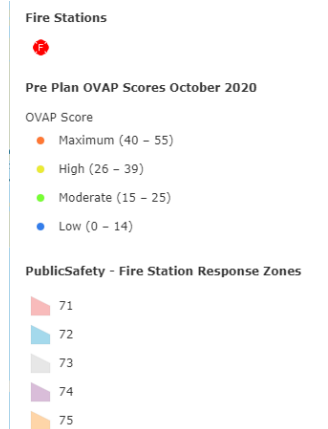 Fire Stations
F
Pre Plan OVAP Scores October 2020
OVAP Score
Maximum (40 – 55)
High (26 – 39)
Moderate (15 – 25)
Low (0 – 14)
PublicSafety - Fire Station Response Zones
71
72
73
74
75